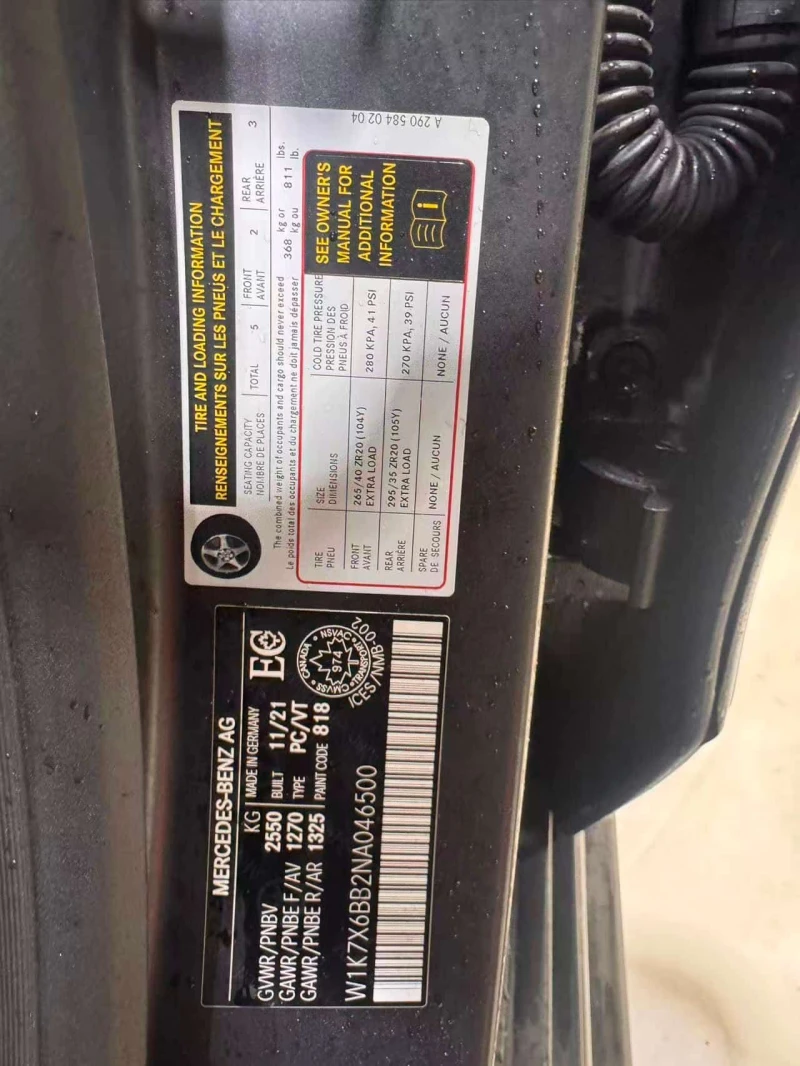 A 290 584 02 04
TIRE AND LOADING INFORMATION
RENSEIGNEMENTS SUR LES PNEUS ET LE CHARGEMENT
SEATING CAPACITY TOTAL 5 FRONT 2 REAR 3
NOMBRE DE PLACES AVANT ARRIÈRE
The combined weight of occupants and cargo should never exceed 368 kg or 811 lbs.
Le poids total des occupants et du chargement ne doit jamais dépasser kg ou lb.
TIRE SIZE COLD TIRE PRESSURE
PNEU DIMENSIONS PRESSION DES
PNEUS À FROID
FRONT 265/40 ZR20 (104Y) 280 KPA, 41 PSI
AVANT EXTRA LOAD
REAR 295/35 ZR20 (105Y) 270 KPA, 39 PSI
ARRIÈRE EXTRA LOAD
SPARE NONE / AUCUN NONE / AUCUN
DE SECOURS
SEE OWNER'S
MANUAL FOR
ADDITIONAL
INFORMATION
MERCEDES-BENZ AG
KG MADE IN GERMANY
GVWR/PNBV 2550 BUILT 11/21
GAWR/PNBE F/AV 1270 TYPE PC/VT
GAWR/PNBE R/AR 1325 PAINT CODE 818
EC
CANADA
NSVAC
TRANSPORT
CMVSS
974
ICES/NMB-002
W1K7X6BB2NA046500